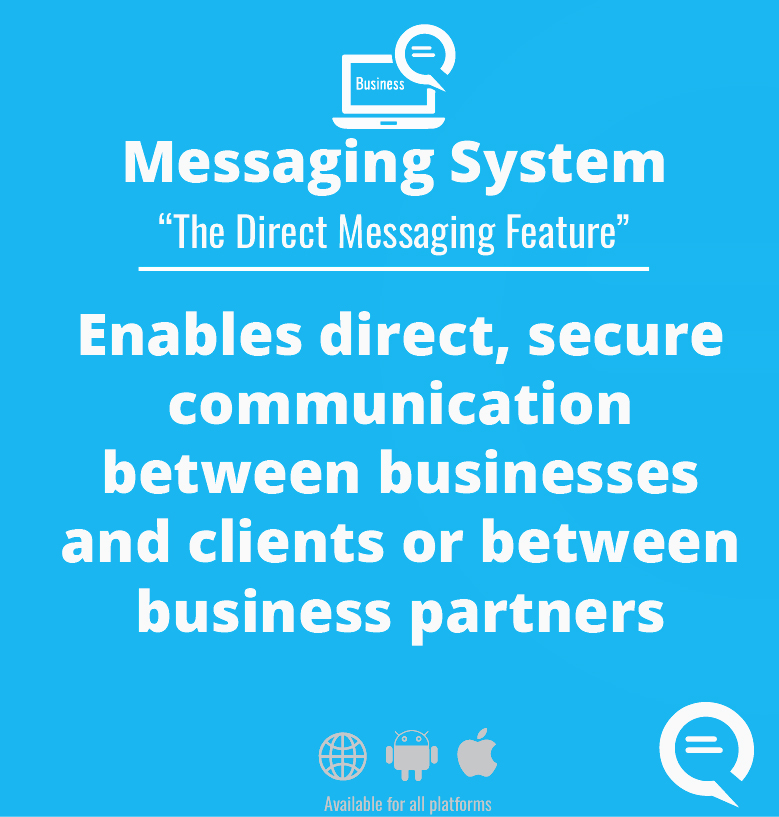 Business
Messaging System
“The Direct Messaging Feature”
Enables direct, secure
communication
between businesses
and clients or between
business partners
Available for all platforms